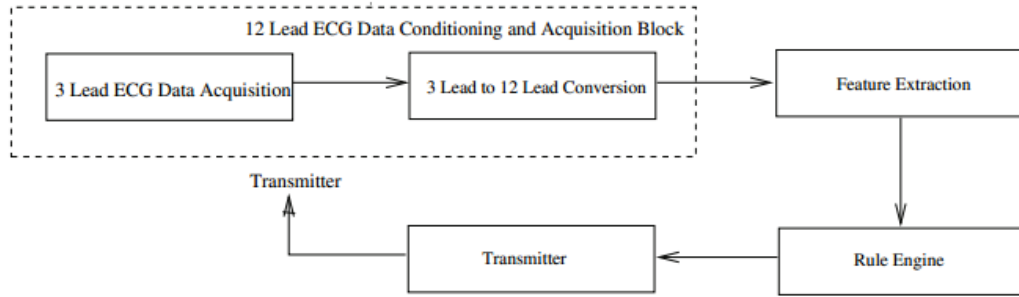 12 Lead ECG Data Conditioning and Acquisition Block
3 Lead ECG Data Acquisition
3 Lead to 12 Lead Conversion
Feature Extraction
Transmitter
Transmitter
Rule Engine